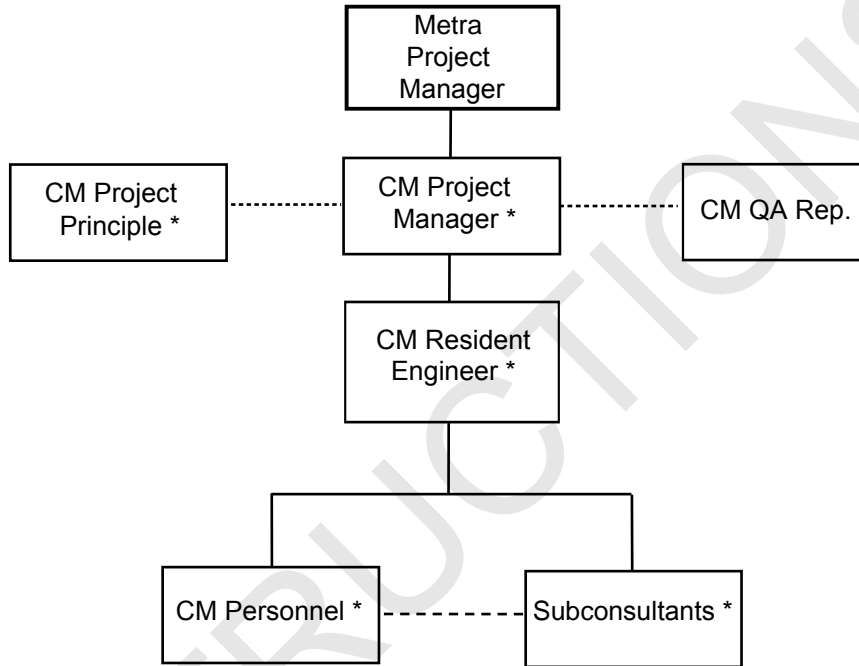 Metra
Project
Manager
CM Project
Principle *
CM Project
Manager *
CM QA Rep.
CM Resident
Engineer *
CM Personnel *
Subconsultants *